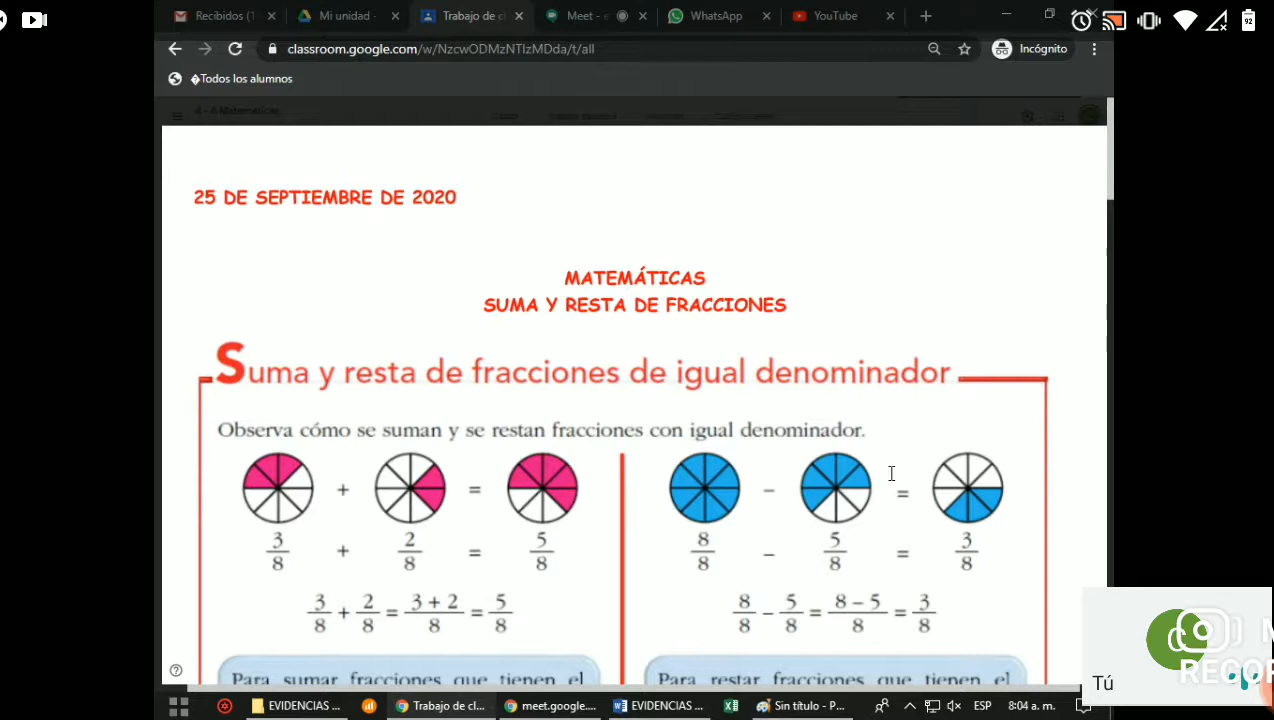 Recibidos (1
Mi unidad -
Trabajo de cl
Meet - e
WhatsApp
YouTube
92
classroom.google.com/w/NzcwODMzNTIzMDda/t/all
Incógnito
Todos los alumnos
25 DE SEPTIEMBRE DE 2020
MATEMÁTICAS
SUMA Y RESTA DE FRACCIONES
Suma y resta de fracciones de igual denominador
Observa cómo se suman y se restan fracciones con igual denominador.
+ = − =
3/8 + 2/8 = 5/8
8/8 − 5/8 = 3/8
3/8 + 2/8 = 3 + 2/8 = 5/8
8/8 − 5/8 = 8 − 5/8 = 3/8
Para sumar fracciones que tienen el
Para restar fracciones que tienen el
Tú
RECOR
EVIDENCIAS ...
Trabajo de cl...
meet.google....
EVIDENCIAS ...
Sin título - P...
ESP
8:04 a. m.